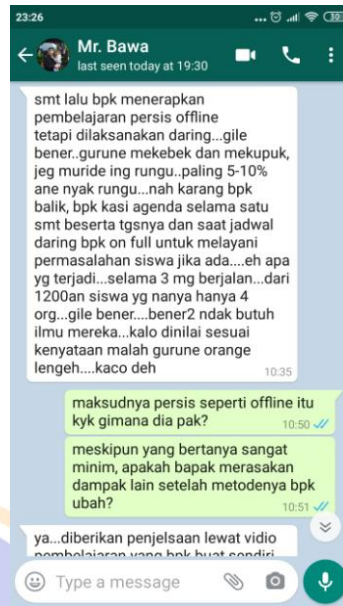 23:26
Mr. Bawa
last seen today at 19:30
smt lalu bpk menerapkan
pembelajaran persis offline
tetapi dilaksanakan daring...gile
bener..gurune mekebek dan mekupuk,
jeg muride ing rungu..paling 5-10%
ane nyak rungu...nah karang bpk
balik, bpk kasi agenda selama satu
smt beserta tgsnya dan saat jadwal
daring bpk on full untuk melayani
permasalahan siswa jika ada....eh apa
yg terjadi...selama 3 mg berjalan...dari
1200an siswa yg nanya hanya 4
org...gile bener....bener2 ndak butuh
ilmu mereka...kalo dinilai sesuai
kenyataan malah gurune orange
lengeh....kaco deh
10:35
maksudnya persis seperti offline itu
kyk gimana dia pak?
10:50
meskipun yang bertanya sangat
minim, apakah bapak merasakan
dampak lain setelah metodenya bpk
ubah?
10:51
ya...diberikan penjelsaan lewat vidio
pembelajaran yang bpk buat sendiri
Type a message